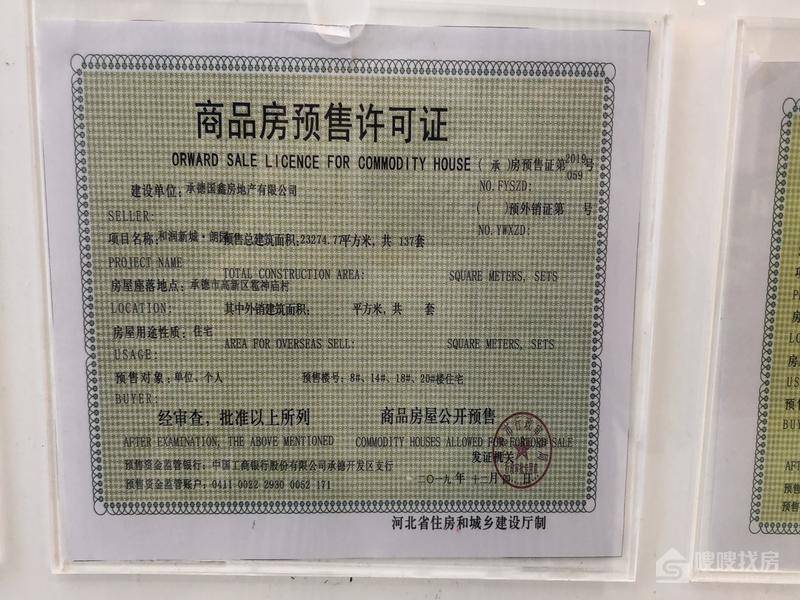 商品房预售许可证
ORWARD SALE LICENCE FOR COMMODITY HOUSE (承)房预售证第2019059号
建设单位:承德国鑫房地产有限公司 NO.FYSZD:
SELLER: ( )预外销证第 号
NO.YWXZD:
项目名称:和润新城·朗园 预售总建筑面积:23274.77平方米,共 137套
PROJECT NAME TOTAL CONSTRUCTION AREA: SQUARE METERS, SETS
房屋座落地点:承德市高新区雹神庙村
LOCATION: 其中外销建筑面积: 平方米,共 套
房屋用途性质:住宅 AREA FOR OVERSEAS SELL: SQUARE METERS, SETS
USAGE:
预售对象:单位、个人 预售楼号:8#、14#、18#、20#楼住宅
BUYER:
经审查,批准以上所列 商品房屋公开预售
AFTER EXAMINATION, THE ABOVE MENTIONED COMMODITY HOUSES ALLOWED FOR FORWORD SALE
发证机关
预售资金监管银行:中国工商银行股份有限公司承德开发区支行
预售资金监管账户:0411 0022 2930 0052 171 二〇一九年 十二月 日
河北省住房和城乡建设厅制
嗖嗖找房